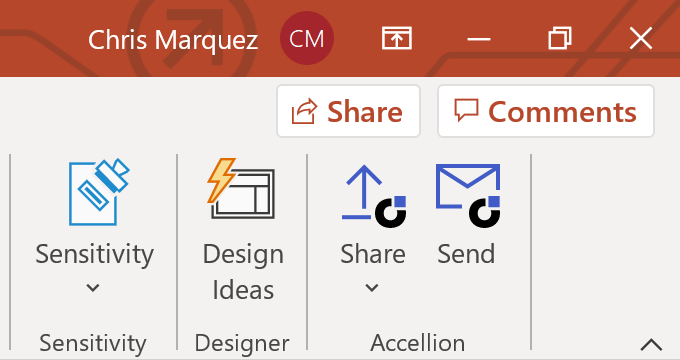 Chris Marquez CM
Share Comments
Sensitivity Design Ideas Share Send
Sensitivity Designer Accellion